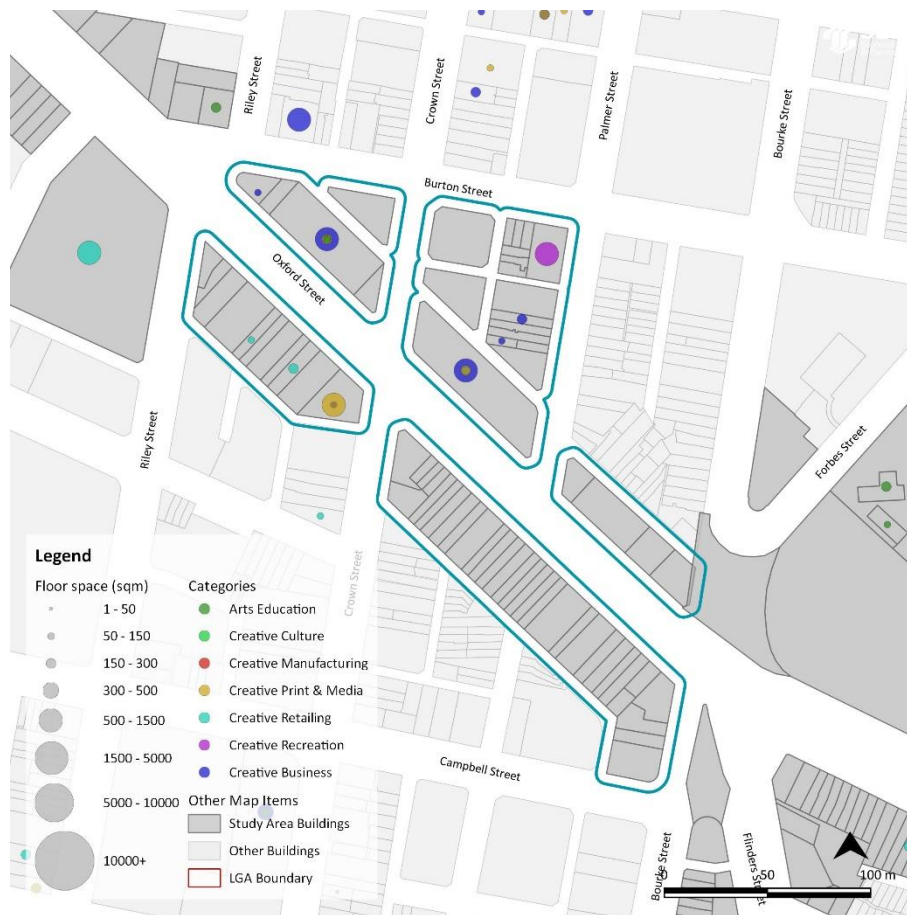 Riley Street
Crown Street
Palmer Street
Bourke Street
Burton Street
Oxford Street
Riley Street
Forbes Street
Crown Street
Campbell Street
Bourke Street
Flinders Street
Legend
Floor space (sqm)
1 - 50
50 - 150
150 - 300
300 - 500
500 - 1500
1500 - 5000
5000 - 10000
10000+
Categories
Arts Education
Creative Culture
Creative Manufacturing
Creative Print & Media
Creative Retailing
Creative Recreation
Creative Business
Other Map Items
Study Area Buildings
Other Buildings
LGA Boundary
0 50 100 m